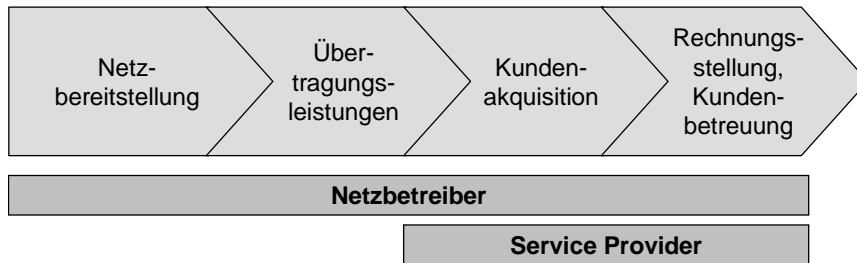 Netz-
bereitstellung
Über-
tragungs-
leistungen
Kunden-
akquisition
Rechnungs-
stellung,
Kunden-
betreuung
Netzbetreiber
Service Provider